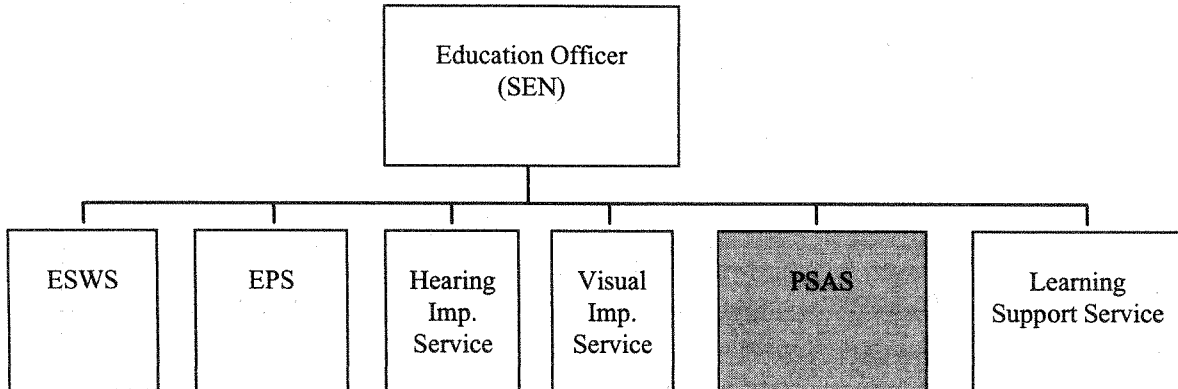 Education Officer
(SEN)
ESWS
EPS
Hearing
Imp.
Service
Visual
Imp.
Service
PSAS
Learning
Support Service